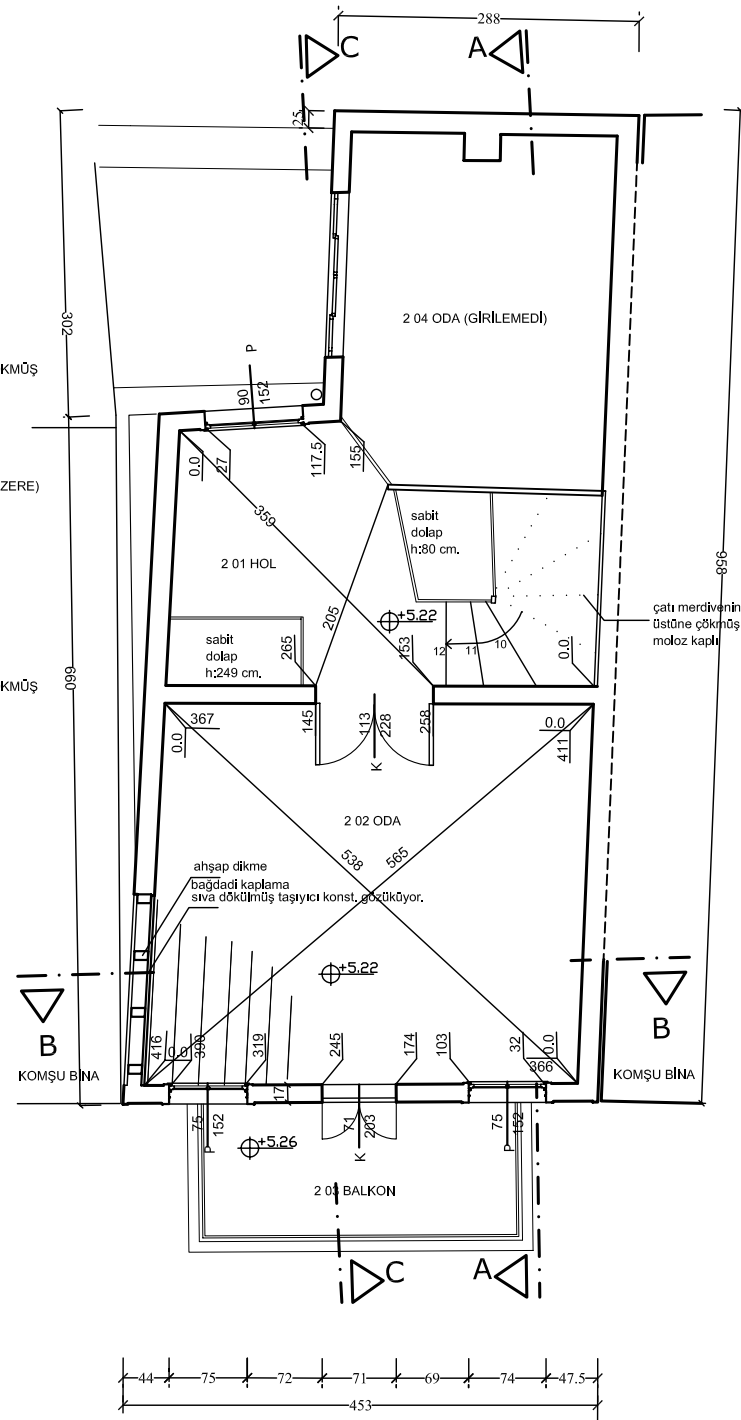 288
C
A
25
2 04 ODA (GİRİLEMEDİ)
302
KMÜŞ
P
90
152
0.0
27
117.5
155
ZERE)
359
sabit
dolap
h:80 cm.
958
2 01 HOL
205
+5.22
çatı merdivenin
üstüne çökmüş
moloz kaplı
sabit
dolap
h:249 cm.
265
153
12
11
10
0.0
660
KMÜŞ
367
0.0
145
113
228
258
0.0
411
K
2 02 ODA
538
565
ahşap dikme
bağdadi kaplama
sıva dökülmüş taşıyıcı konst. gözüküyor.
+5.22
B
B
416
0.0
390
319
245
174
103
32
0.0
366
KOMŞU BİNA
KOMŞU BİNA
17
75
152
P
71
203
K
75
152
P
+5.26
2 03 BALKON
C
A
44
75
72
71
69
74
47.5
453